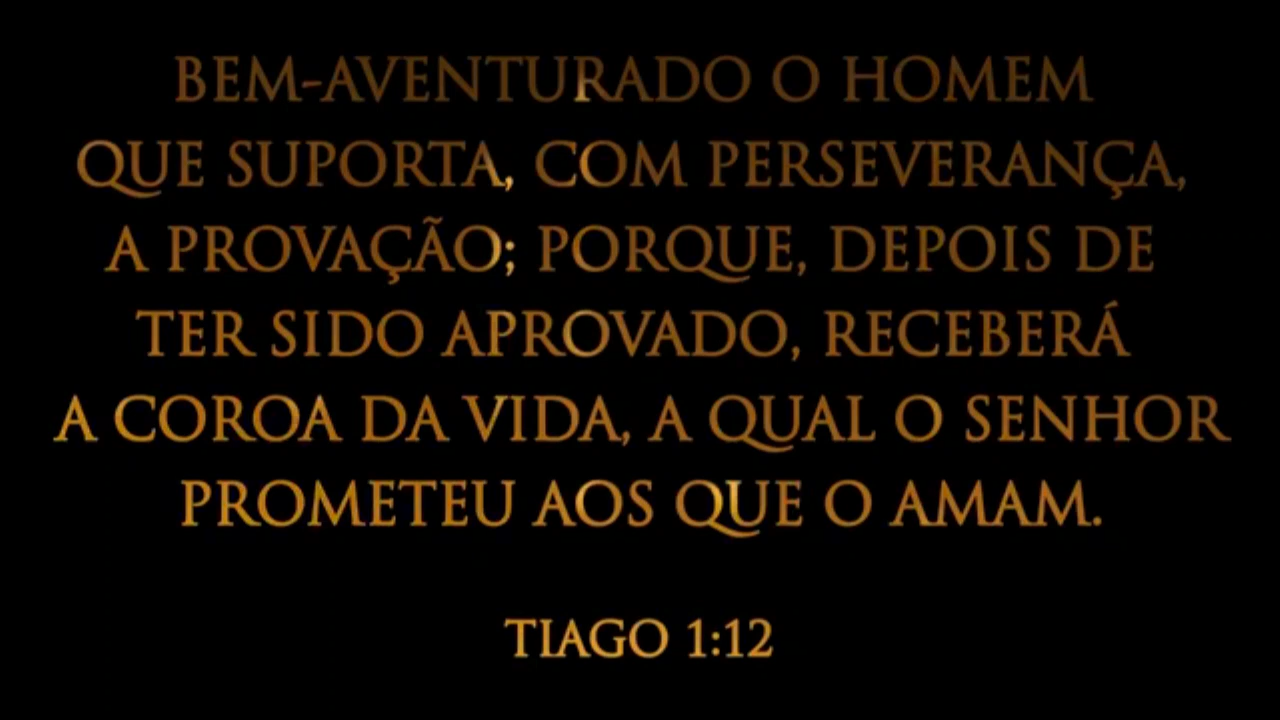 BEM-AVENTURADO O HOMEM
QUE SUPORTA, COM PERSEVERANÇA,
A PROVAÇÃO; PORQUE, DEPOIS DE
TER SIDO APROVADO, RECEBERÁ
A COROA DA VIDA, A QUAL O SENHOR
PROMETEU AOS QUE O AMAM.
TIAGO 1:12